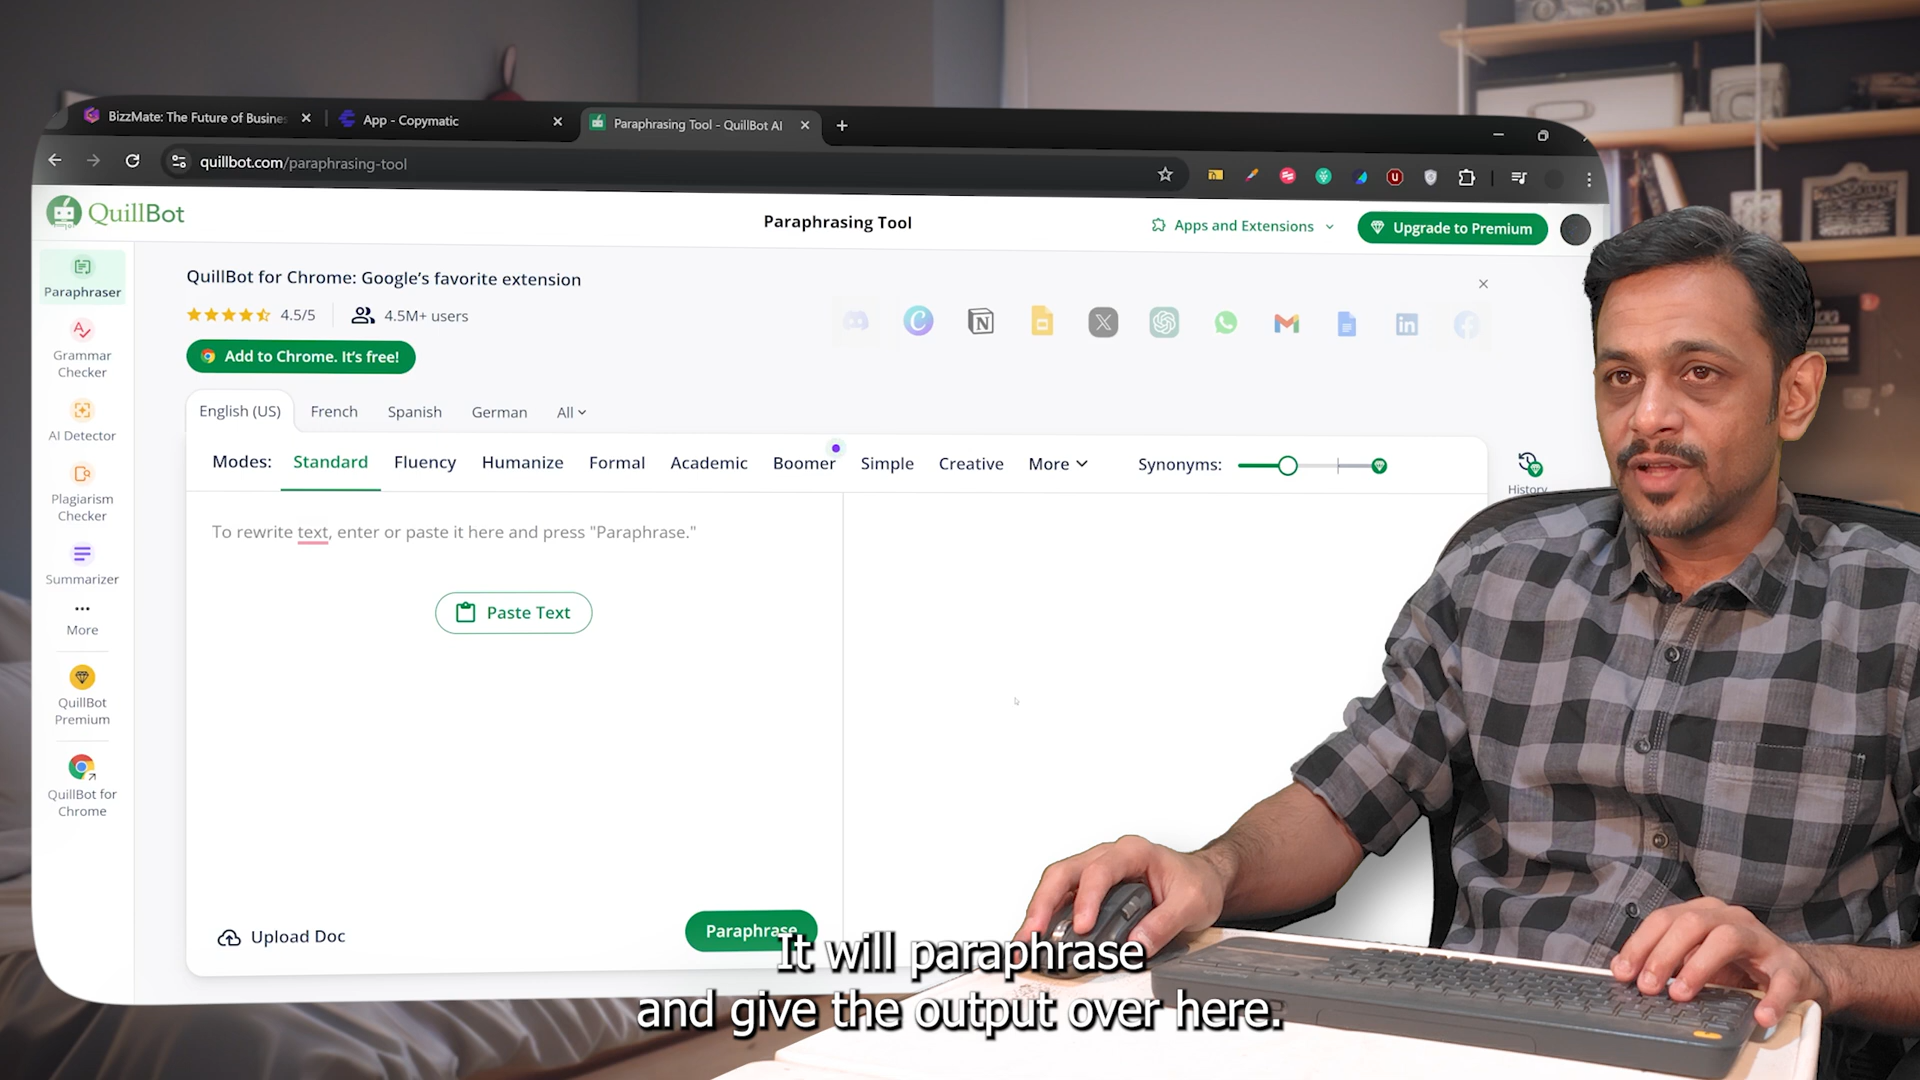 BizzMate: The Future of Busines
App - Copymatic
Paraphrasing Tool - QuillBot AI
quillbot.com/paraphrasing-tool
QuillBot
Paraphrasing Tool
Apps and Extensions
Upgrade to Premium
Paraphraser
Grammar
Checker
AI Detector
Plagiarism
Checker
Summarizer
More
QuillBot
Premium
QuillBot for
Chrome
QuillBot for Chrome: Google's favorite extension
4.5/5
4.5M+ users
Add to Chrome. It's free!
English (US) French Spanish German All
Modes: Standard Fluency Humanize Formal Academic Boomer Simple Creative More Synonyms:
History
To rewrite text, enter or paste it here and press "Paraphrase."
Paste Text
Upload Doc
Paraphrase
It will paraphrase
and give the output over here.